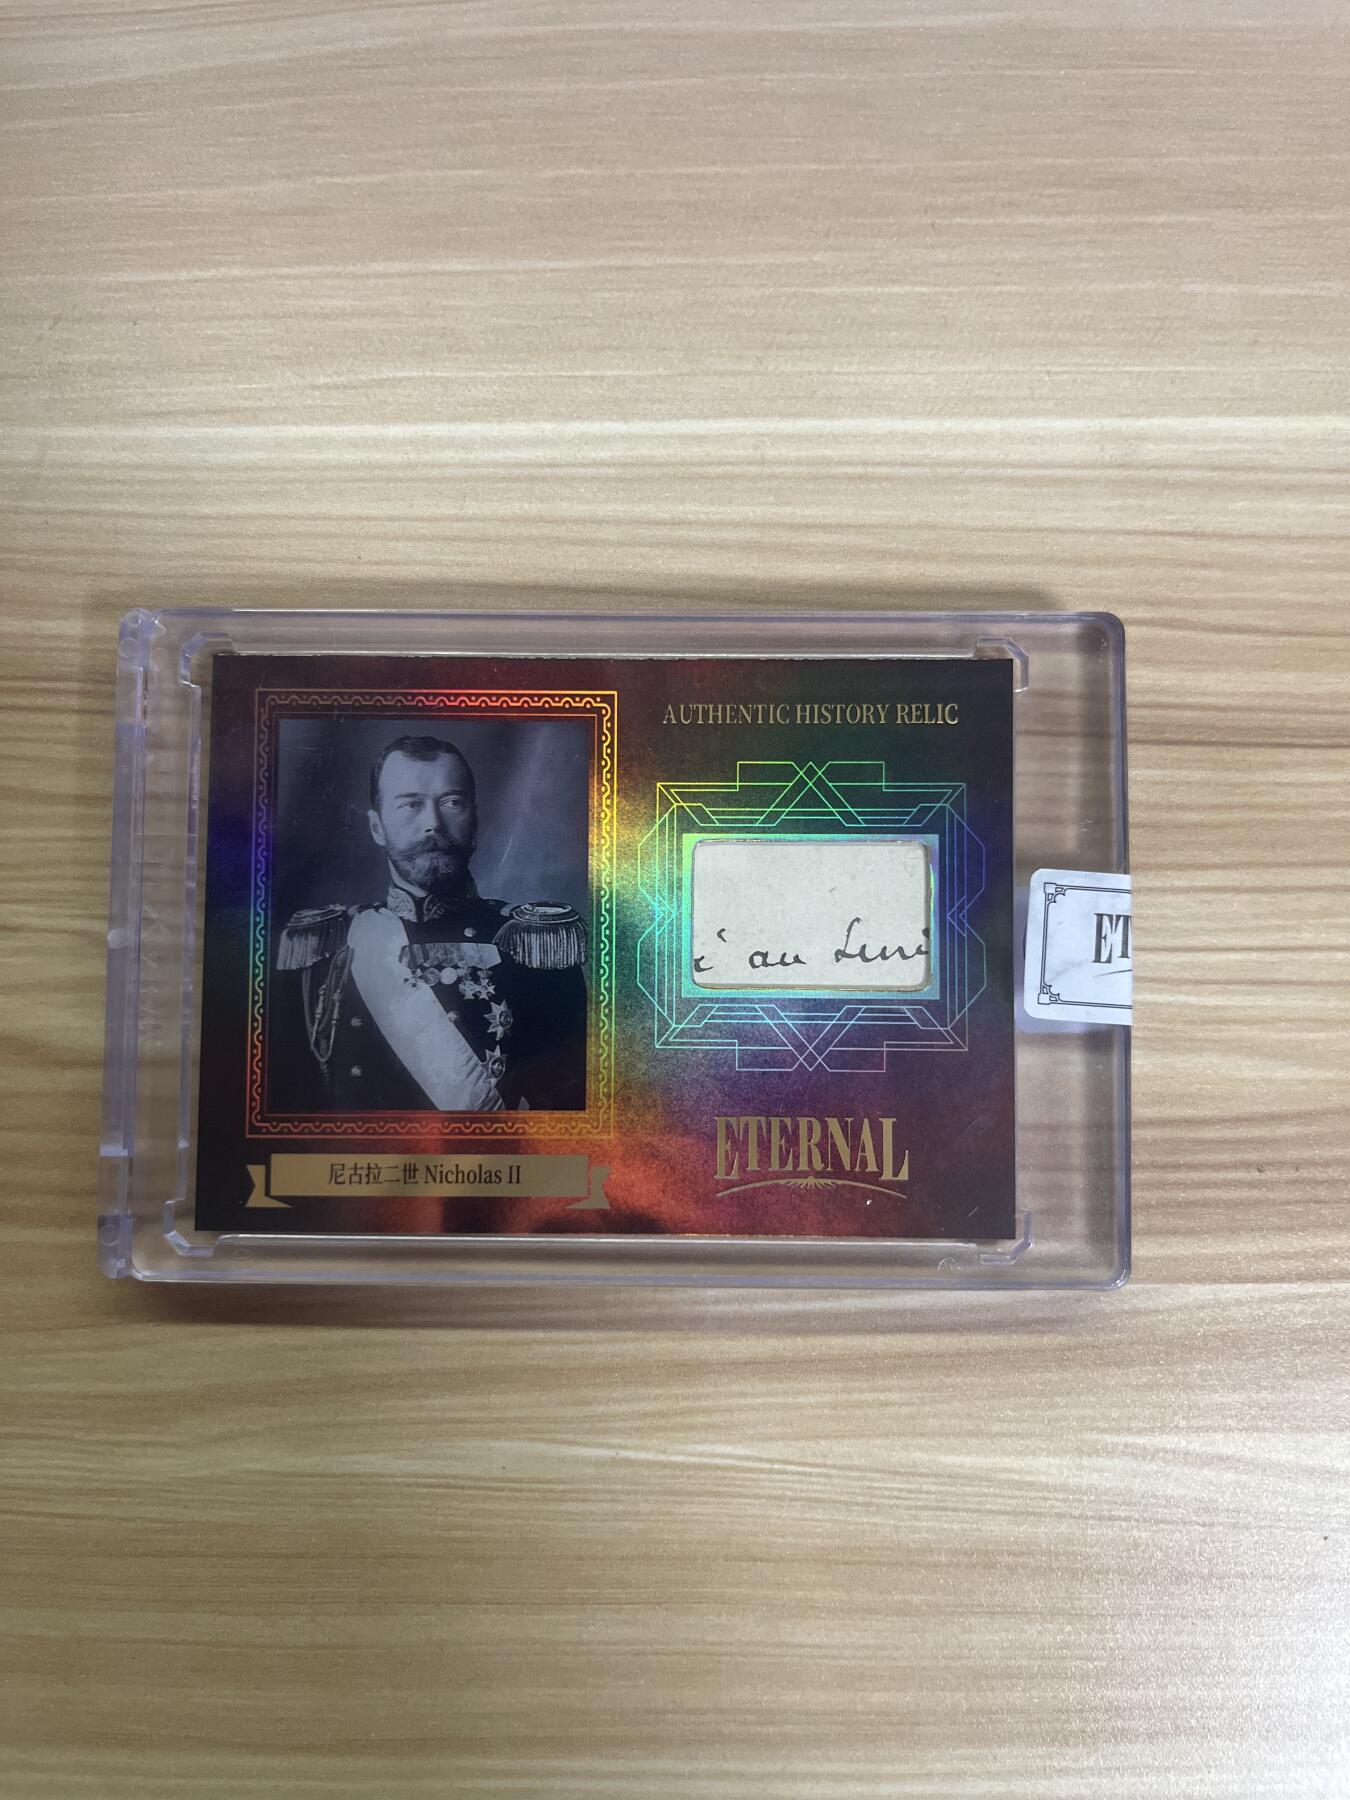 AUTHENTIC HISTORY RELIC
au
ETERNAL
尼古拉二世 Nicholas II
ET